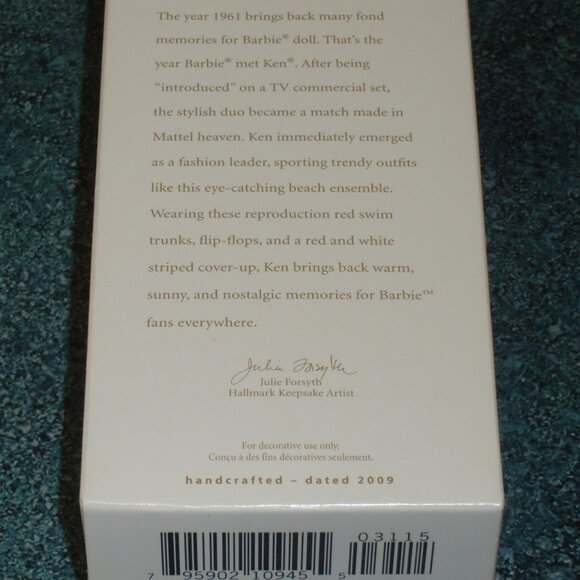 The year 1961 brings back many fond
memories for Barbie® doll. That's the
year Barbie® met Ken®. After being
"introduced" on a TV commercial set,
the stylish duo became a match made in
Mattel heaven. Ken immediately emerged
as a fashion leader, sporting trendy outfits
like this eye-catching beach ensemble.
Wearing these reproduction red swim
trunks, flip-flops, and a red and white
striped cover-up, Ken brings back warm,
sunny, and nostalgic memories for Barbie™
fans everywhere.
Julie Forsyth
Julie Forsyth
Hallmark Keepsake Artist
For decorative use only.
Conçu à des fins décoratives seulement.
handcrafted – dated 2009
03115
7 95902 10945 5